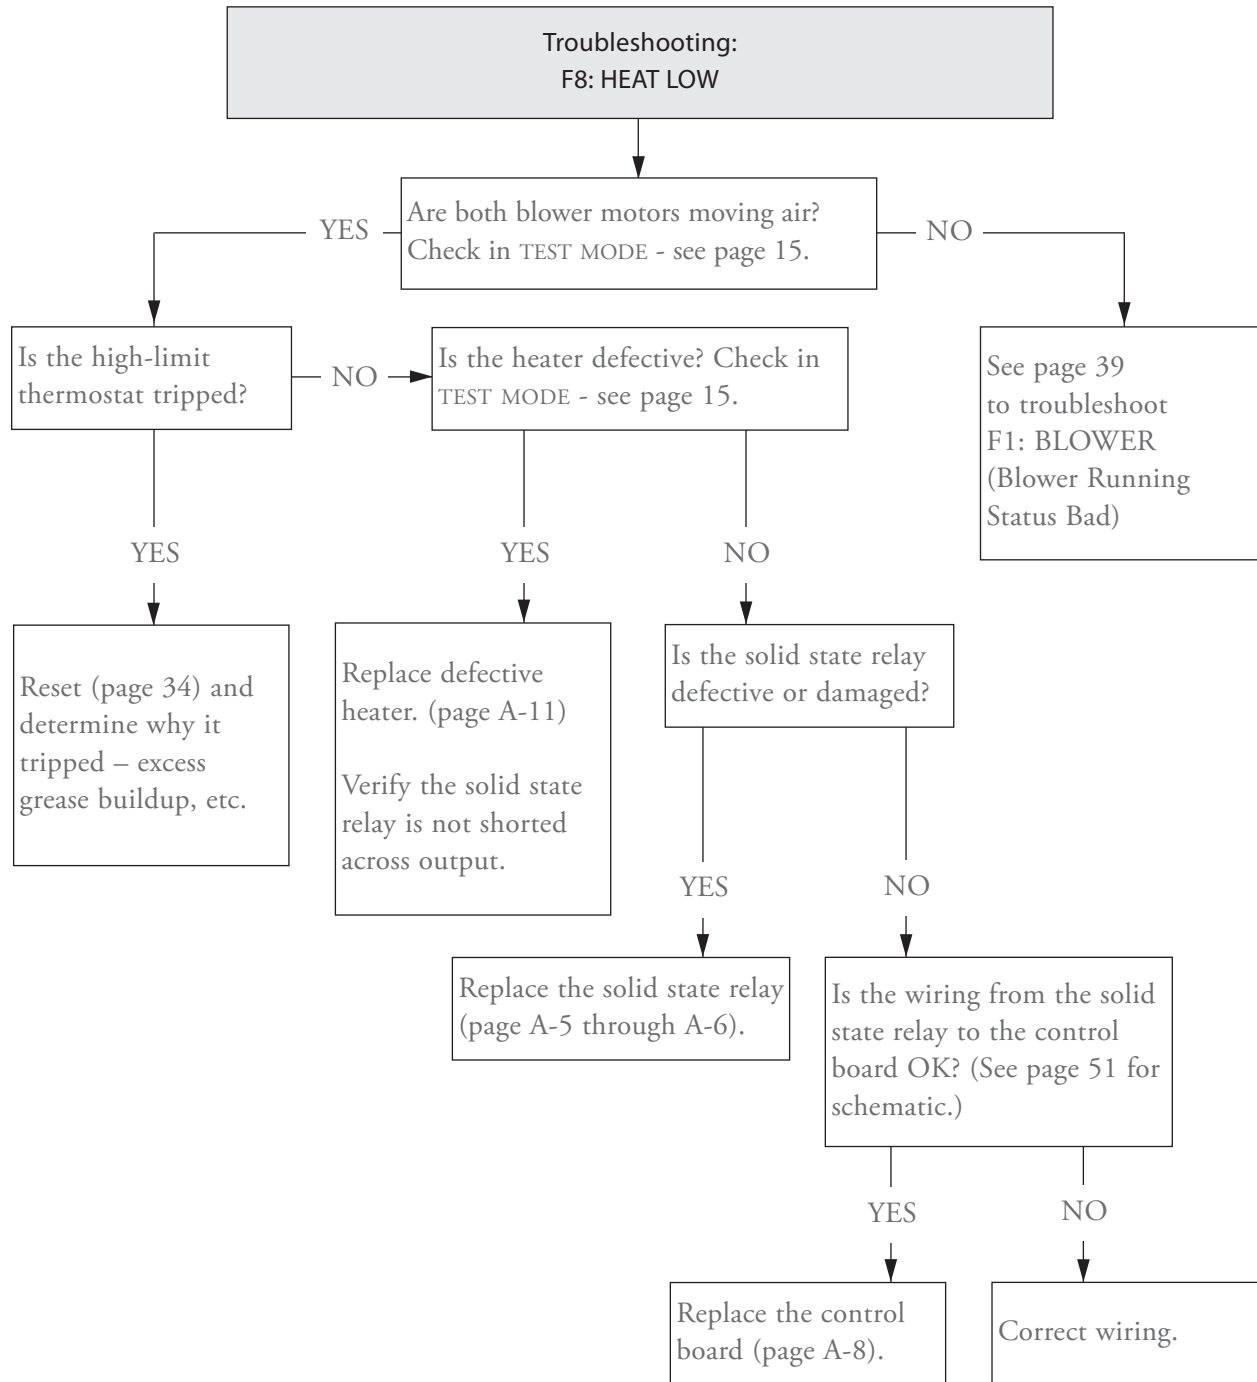 Troubleshooting:
F8: HEAT LOW
Are both blower motors moving air?
Check in TEST MODE - see page 15.
YES
NO
Is the high-limit
thermostat tripped?
NO
Is the heater defective? Check in
TEST MODE - see page 15.
See page 39
to troubleshoot
F1: BLOWER
(Blower Running
Status Bad)
YES
YES
NO
Reset (page 34) and
determine why it
tripped – excess
grease buildup, etc.
Replace defective
heater. (page A-11)
Verify the solid state
relay is not shorted
across output.
Is the solid state relay
defective or damaged?
YES
NO
Replace the solid state relay
(page A-5 through A-6).
Is the wiring from the solid
state relay to the control
board OK? (See page 51 for
schematic.)
YES
NO
Replace the control
board (page A-8).
Correct wiring.